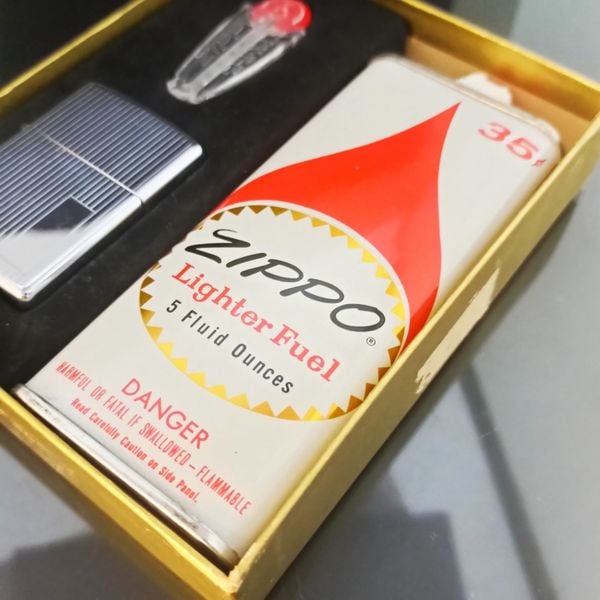 35¢
ZIPPO®
Lighter Fuel
5 Fluid Ounces
DANGER
HARMFUL OR FATAL IF SWALLOWED – FLAMMABLE
Read Carefully Caution on Side Panel.